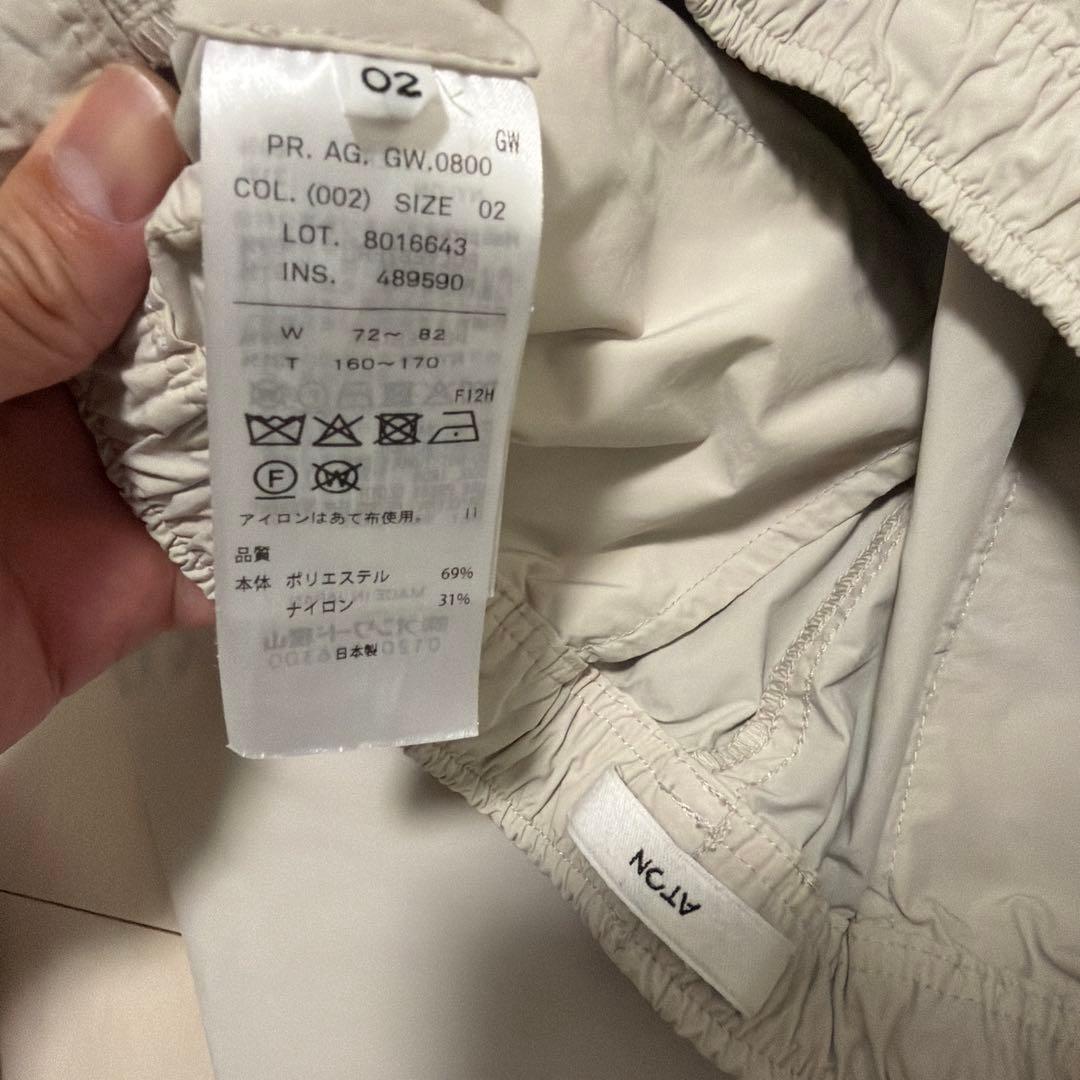 02
GW
PR. AG. GW.0800
COL. (002) SIZE 02
LOT. 8016643
INS. 489590
W 72～ 82
T 160～170
F12H
F W
アイロンはあて布使用。 11
品質
本体 ポリエステル 69%
ナイロン 31%
日本製
ATON